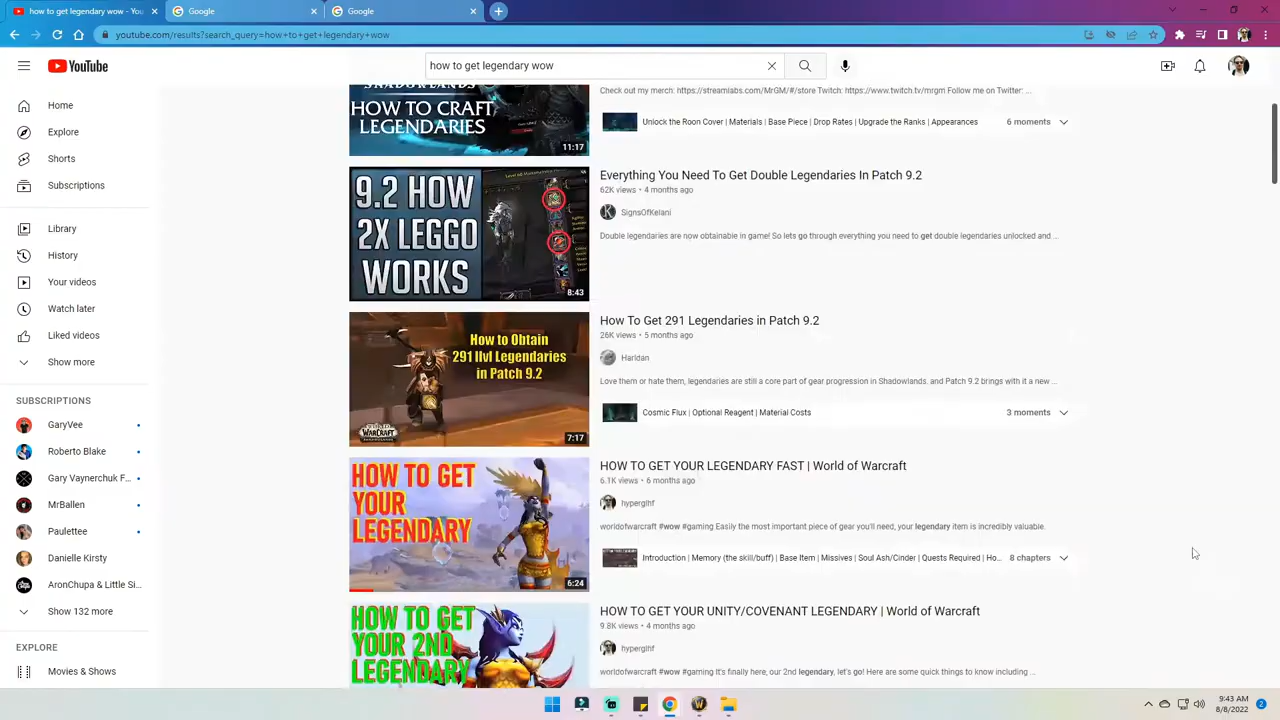 how to get legendary wow - You
Google
Google
youtube.com/results?search_query=how+to+get+legendary+wow
YouTube
how to get legendary wow
Home
Explore
Shorts
Subscriptions
Library
History
Your videos
Watch later
Liked videos
Show more
SUBSCRIPTIONS
GaryVee
Roberto Blake
Gary Vaynerchuk F...
MrBallen
Paulettee
Danielle Kirsty
AronChupa & Little Si...
Show 132 more
EXPLORE
Movies & Shows
SHADOWLANDS
HOW TO CRAFT
LEGENDARIES
11:17
Check out my merch: https://streamlabs.com/MrGM/#/store Twitch: https://www.twitch.tv/mrgm Follow me on Twitter: ...
Unlock the Roon Cover | Materials | Base Piece | Drop Rates | Upgrade the Ranks | Appearances
6 moments
9.2 HOW
2X LEGGO
WORKS
8:43
Everything You Need To Get Double Legendaries In Patch 9.2
62K views • 4 months ago
SignsOfKelani
Double legendaries are now obtainable in game! So lets go through everything you need to get double legendaries unlocked and ...
How to Obtain
291 Ilvl Legendaries
in Patch 9.2
WARCRAFT
7:17
How To Get 291 Legendaries in Patch 9.2
26K views • 5 months ago
Haridan
Love them or hate them, legendaries are still a core part of gear progression in Shadowlands. and Patch 9.2 brings with it a new ...
Cosmic Flux | Optional Reagent | Material Costs
3 moments
HOW TO GET
YOUR
LEGENDARY
6:24
HOW TO GET YOUR LEGENDARY FAST | World of Warcraft
6.1K views • 6 months ago
hyperglhf
worldofwarcraft #wow #gaming Easily the most important piece of gear you'll need, your legendary item is incredibly valuable.
Introduction | Memory (the skill/buff) | Base Item | Missives | Soul Ash/Cinder | Quests Required | Ho...
8 chapters
HOW TO GET
YOUR 2ND
LEGENDARY
HOW TO GET YOUR UNITY/COVENANT LEGENDARY | World of Warcraft
9.8K views • 4 months ago
hyperglhf
worldofwarcraft #wow #gaming It's finally here, our 2nd legendary, let's go! Here are some quick things to know including ...
9:43 AM
8/8/2022
2